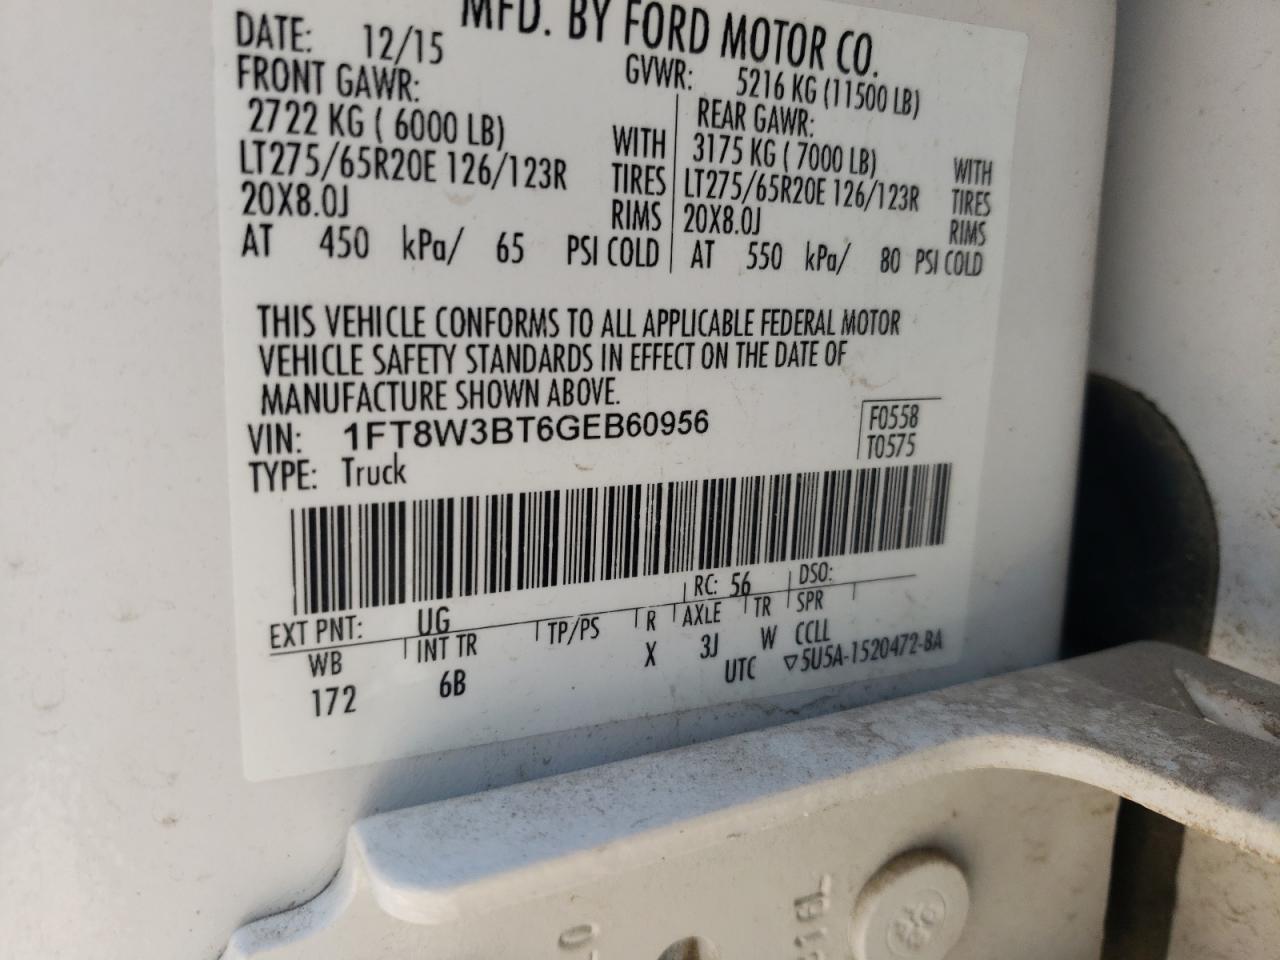 MFD. BY FORD MOTOR CO.
DATE: 12/15 GVWR: 5216 KG (11500 LB)
FRONT GAWR: REAR GAWR:
2722 KG ( 6000 LB) WITH 3175 KG ( 7000 LB) WITH
LT275/65R20E 126/123R TIRES LT275/65R20E 126/123R TIRES
20X8.0J RIMS 20X8.0J RIMS
AT 450 kPa/ 65 PSI COLD AT 550 kPa/ 80 PSI COLD
THIS VEHICLE CONFORMS TO ALL APPLICABLE FEDERAL MOTOR
VEHICLE SAFETY STANDARDS IN EFFECT ON THE DATE OF
MANUFACTURE SHOWN ABOVE.
VIN: 1FT8W3BT6GEB60956 F0558
TYPE: Truck T0575
EXT PNT: UG RC: 56 DSO:
WB INT TR TP/PS R AXLE TR SPR
172 6B X 3J W CCLL
UTC ▽5U5A-1520472-BA